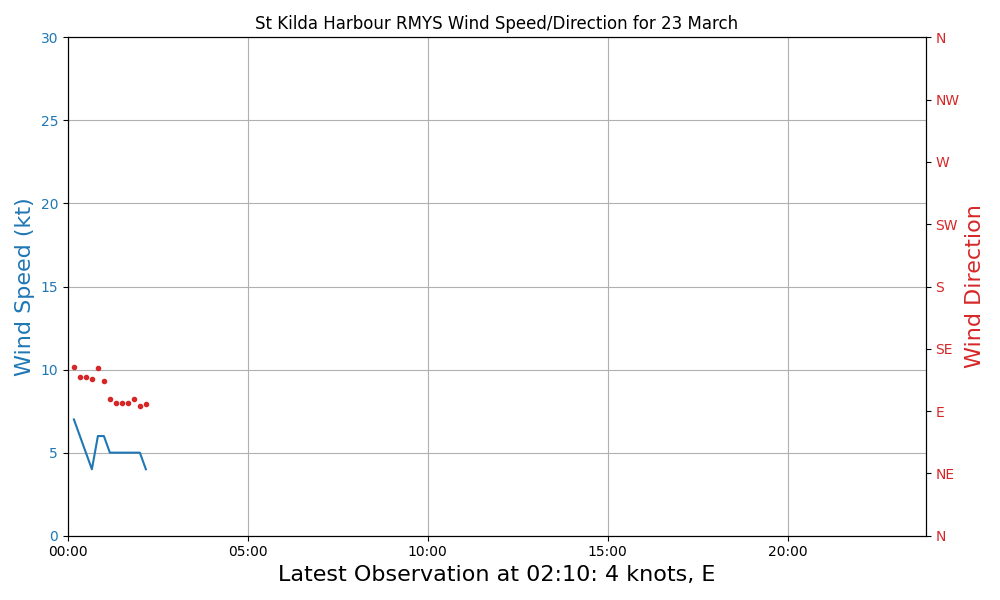 St Kilda Harbour RMYS Wind Speed/Direction for 23 March
Wind Speed (kt)
30
25
20
15
10
5
0
N
NW
W
SW
S
SE
E
NE
N
Wind Direction
00:00 05:00 10:00 15:00 20:00
Latest Observation at 02:10: 4 knots, E